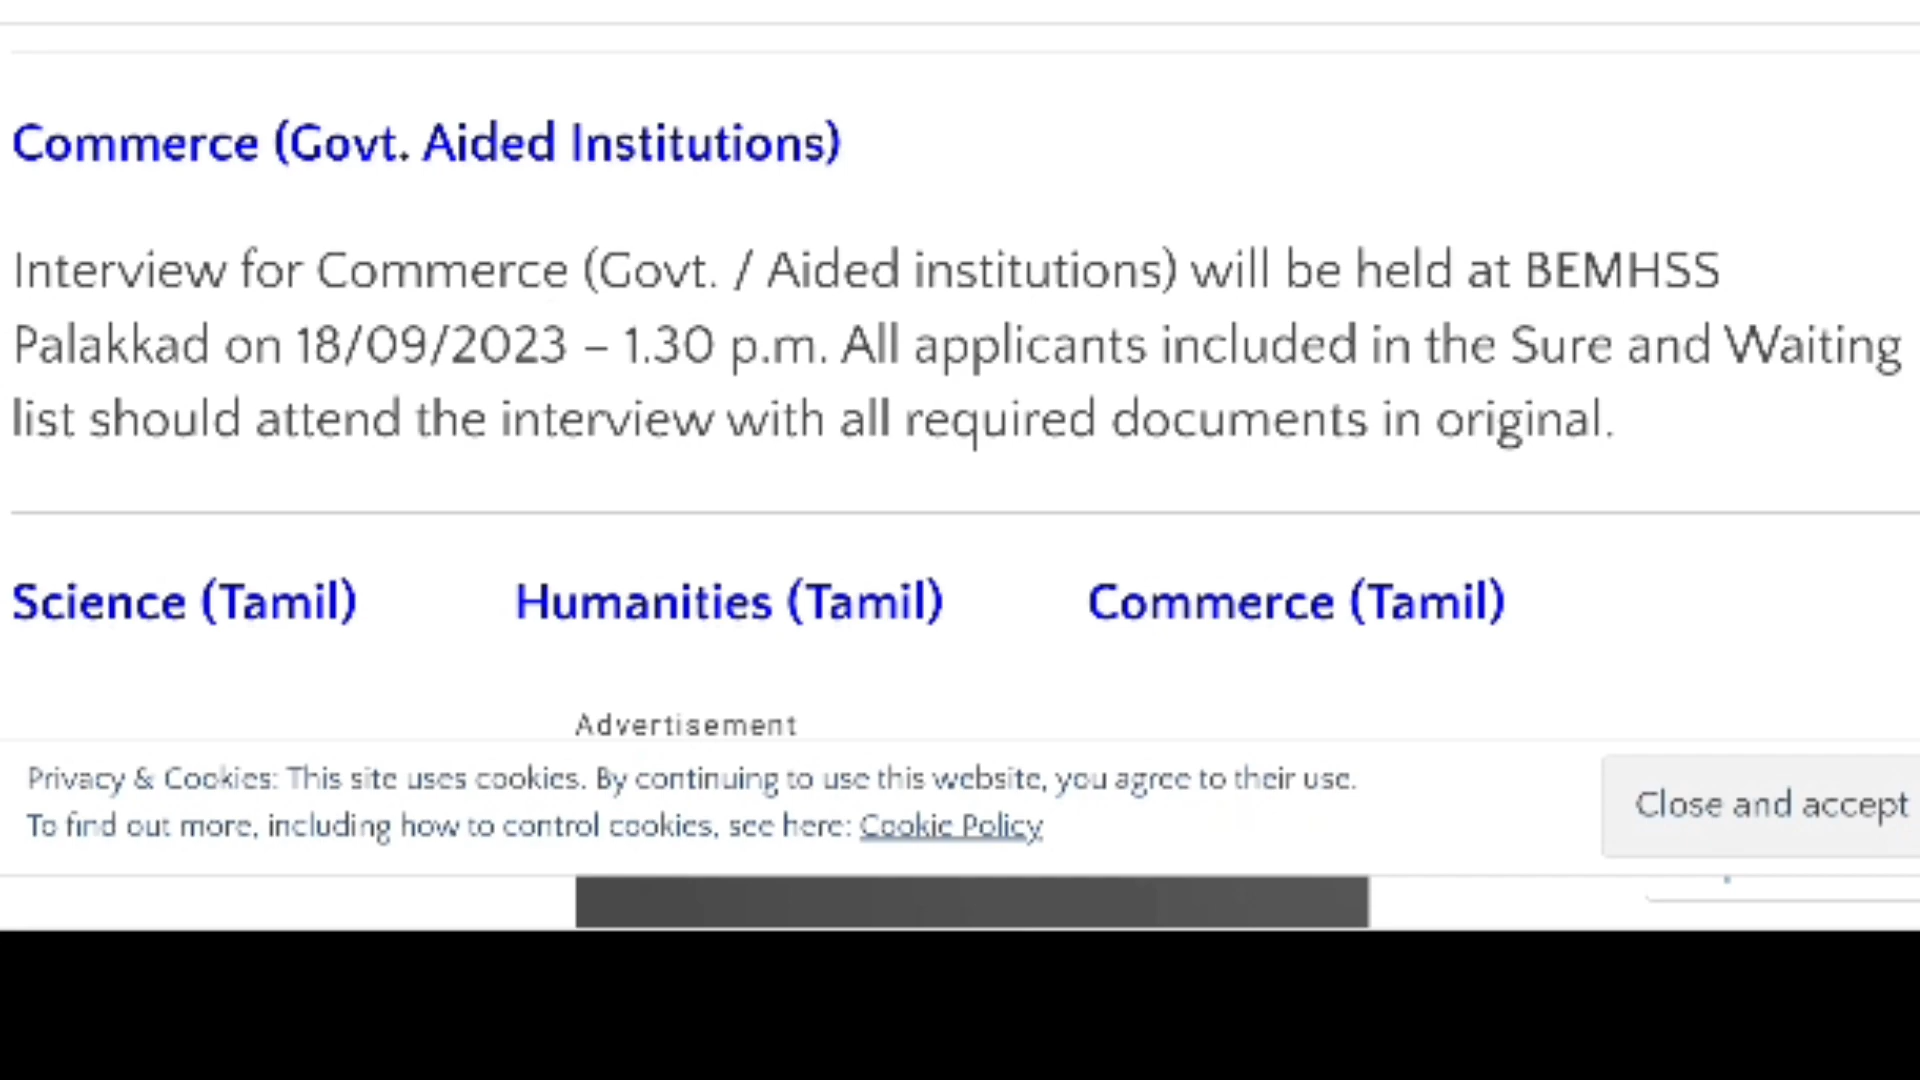 Commerce (Govt. Aided Institutions)
Interview for Commerce (Govt. / Aided institutions) will be held at BEMHSS
Palakkad on 18/09/2023 – 1.30 p.m. All applicants included in the Sure and Waiting
list should attend the interview with all required documents in original.
Science (Tamil) Humanities (Tamil) Commerce (Tamil)
Advertisement
Privacy & Cookies: This site uses cookies. By continuing to use this website, you agree to their use.
To find out more, including how to control cookies, see here: Cookie Policy
Close and accept